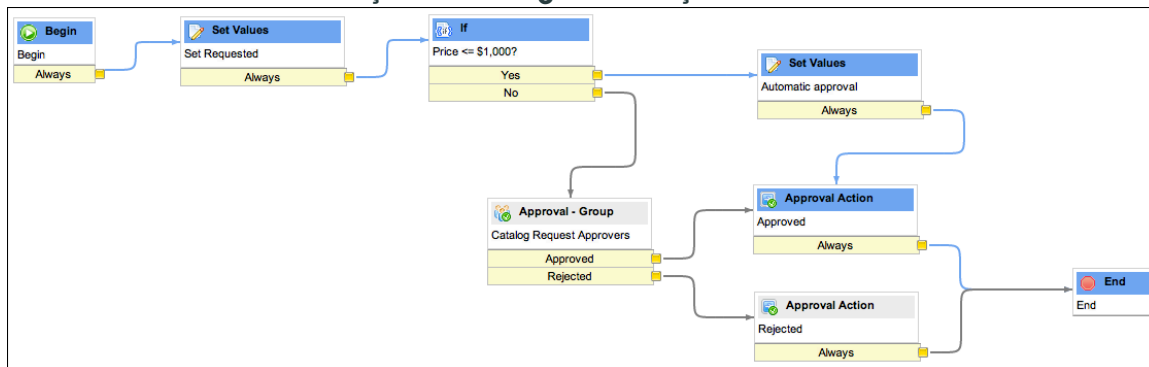 Begin
Begin
Always
Set Values
Set Requested
Always
If
Price <= $1,000?
Yes
No
Set Values
Automatic approval
Always
Approval - Group
Catalog Request Approvers
Approved
Rejected
Approval Action
Approved
Always
Approval Action
Rejected
Always
End
End